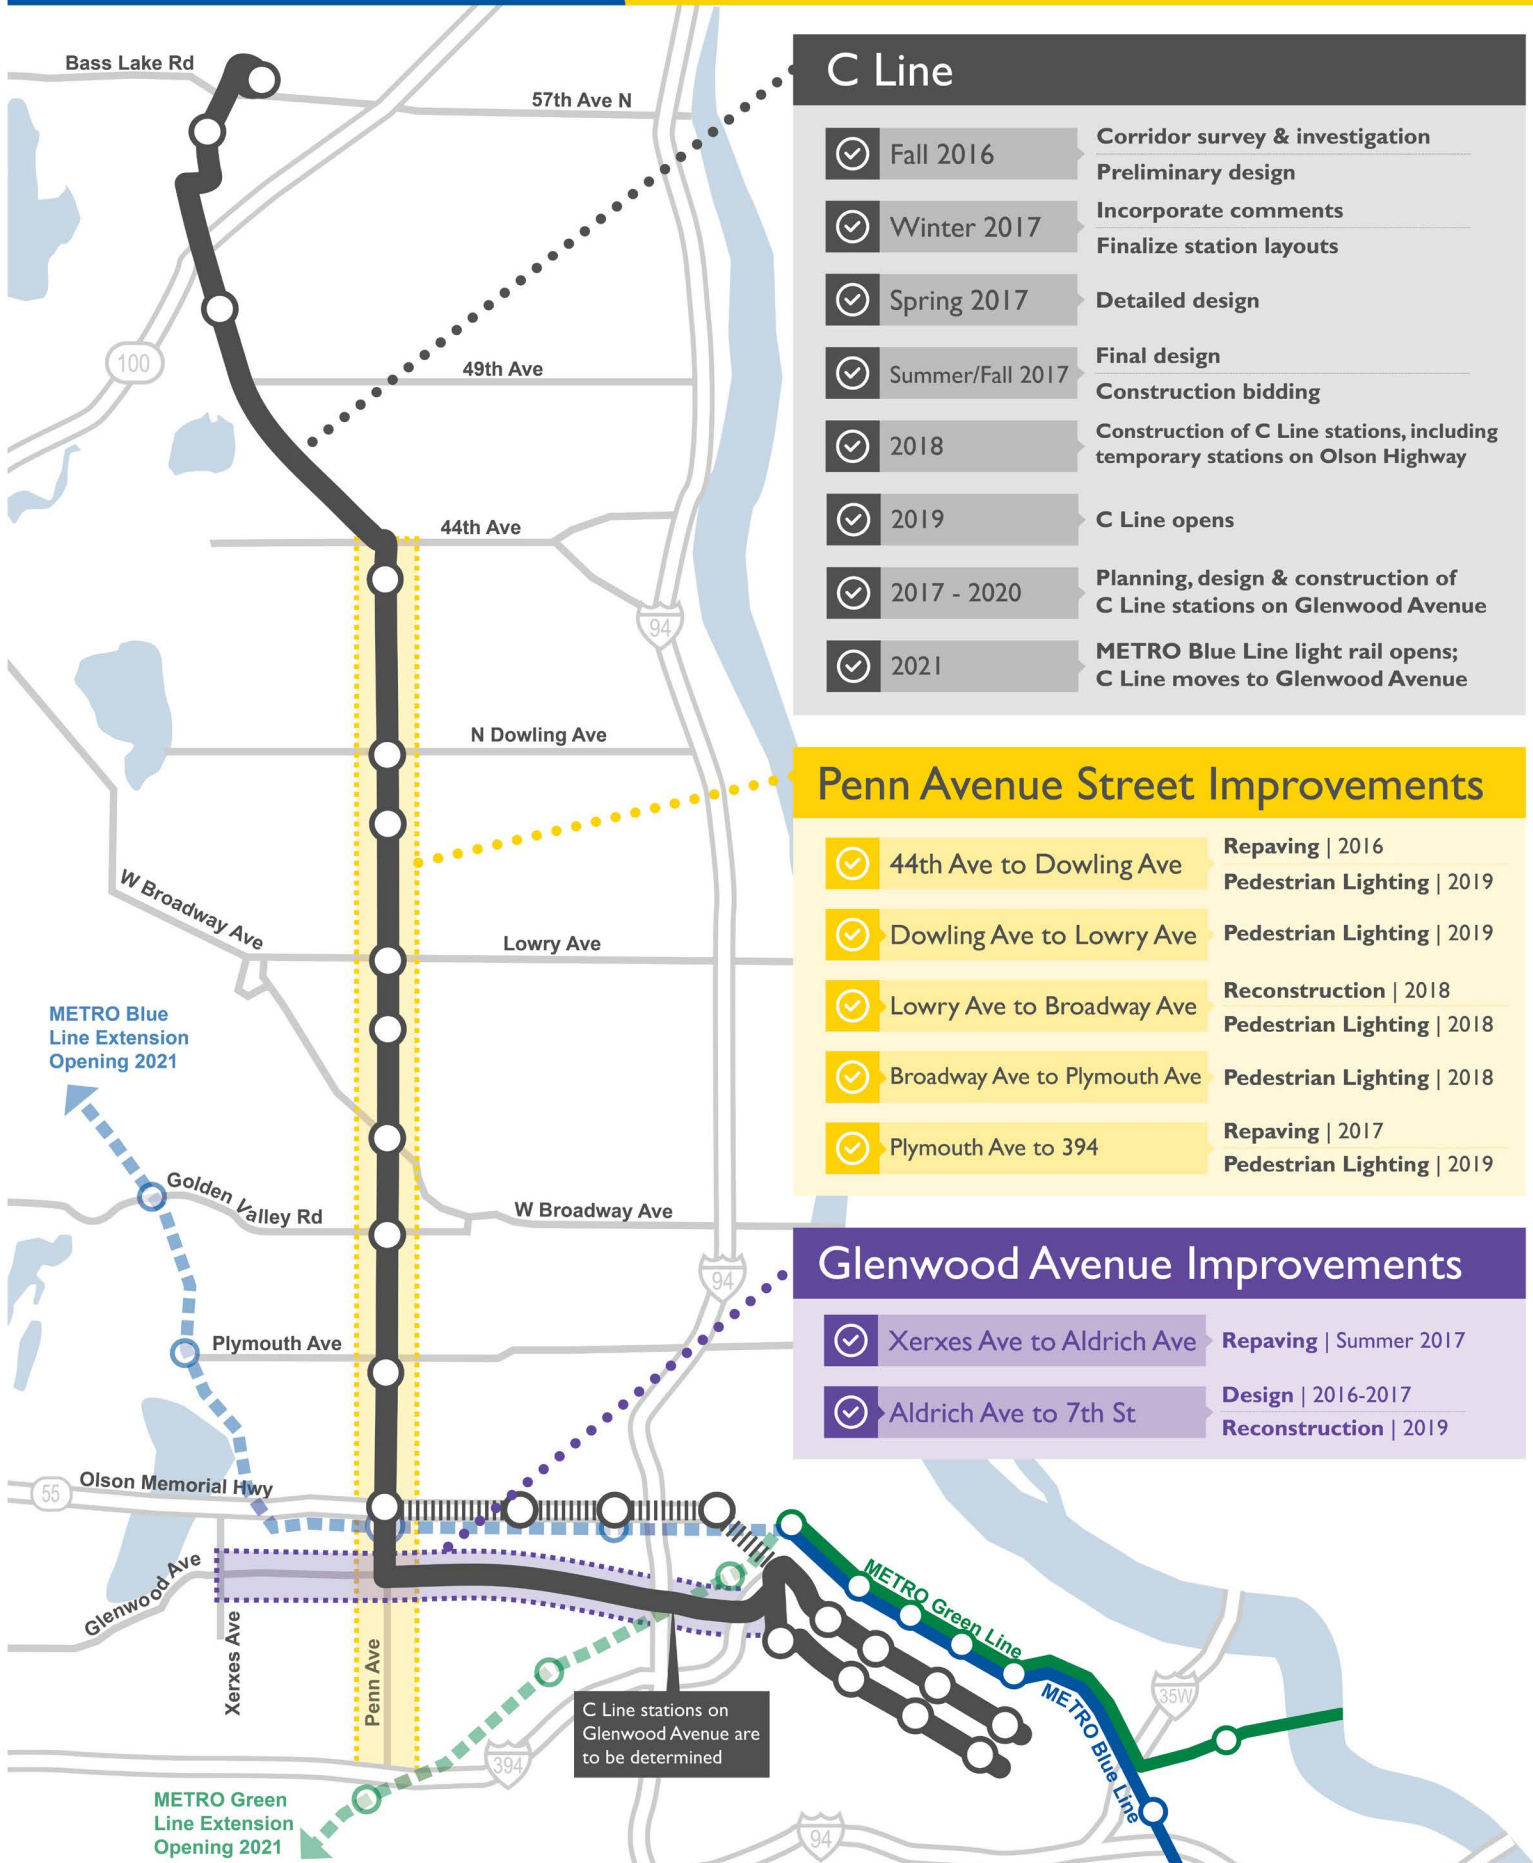 Bass Lake Rd
57th Ave N
100
49th Ave
44th Ave
94
N Dowling Ave
W Broadway Ave
Lowry Ave
METRO Blue
Line Extension
Opening 2021
Golden Valley Rd
W Broadway Ave
94
Plymouth Ave
55
Olson Memorial Hwy
Glenwood Ave
Xerxes Ave
Penn Ave
C Line stations on
Glenwood Avenue are
to be determined
METRO Green Line
METRO Blue Line
35W
394
METRO Green
Line Extension
Opening 2021
94
C Line
Fall 2016
Corridor survey & investigation
Preliminary design
Winter 2017
Incorporate comments
Finalize station layouts
Spring 2017
Detailed design
Summer/Fall 2017
Final design
Construction bidding
2018
Construction of C Line stations, including
temporary stations on Olson Highway
2019
C Line opens
2017 - 2020
Planning, design & construction of
C Line stations on Glenwood Avenue
2021
METRO Blue Line light rail opens;
C Line moves to Glenwood Avenue
Penn Avenue Street Improvements
44th Ave to Dowling Ave
Repaving | 2016
Pedestrian Lighting | 2019
Dowling Ave to Lowry Ave
Pedestrian Lighting | 2019
Lowry Ave to Broadway Ave
Reconstruction | 2018
Pedestrian Lighting | 2018
Broadway Ave to Plymouth Ave
Pedestrian Lighting | 2018
Plymouth Ave to 394
Repaving | 2017
Pedestrian Lighting | 2019
Glenwood Avenue Improvements
Xerxes Ave to Aldrich Ave
Repaving | Summer 2017
Aldrich Ave to 7th St
Design | 2016-2017
Reconstruction | 2019